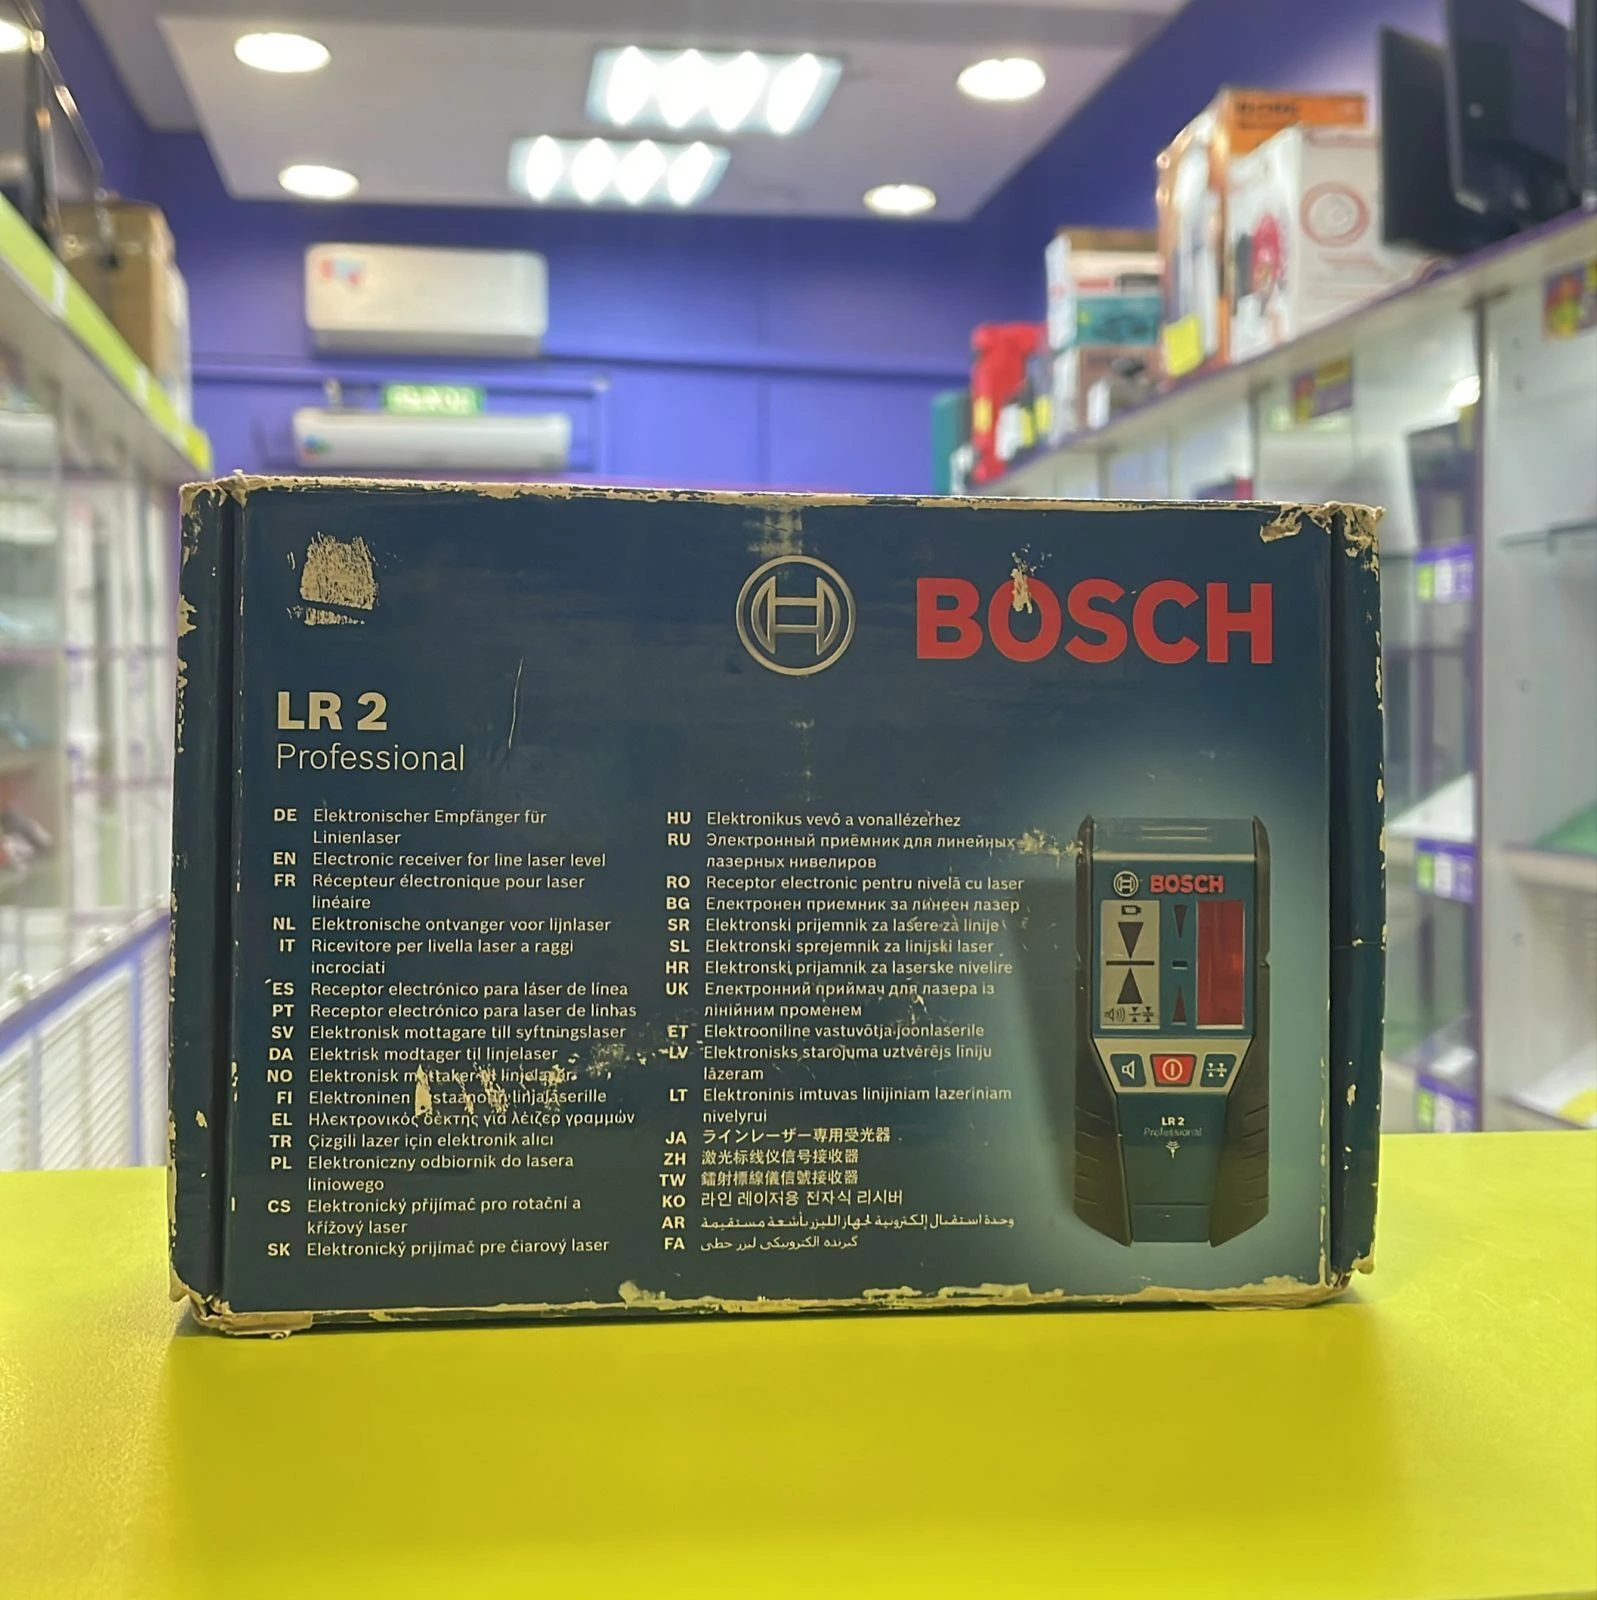 BOSCH
LR 2
Professional
DE Elektronischer Empfänger für
Linienlaser
EN Electronic receiver for line laser level
FR Récepteur électronique pour laser
linéaire
NL Elektronische ontvanger voor lijnlaser
IT Ricevitore per livella laser a raggi
incrociati
ES Receptor electrónico para láser de línea
PT Receptor electrónico para laser de linhas
SV Elektronisk mottagare till syftningslaser
DA Elektrisk modtager til linjelaser
NO Elektronisk mottaker til linjelaser
FI Elektroninen linjalaserille
EL Ηλεκτρονικός δέκτης για λέιζερ γραμμών
TR Çizgili lazer için elektronik alıcı
PL Elektroniczny odbiornik do lasera
liniowego
CS Elektronický přijímač pro rotační a
křížový laser
SK Elektronický prijímač pre čiarový laser
HU Elektronikus vevő a vonallézerhez
RU Электронный приёмник для линейных
лазерных нивелиров
RO Receptor electronic pentru nivelă cu laser
BG Електронен приемник за линеен лазер
SR Elektronski prijemnik za lasere za linije
SL Elektronski sprejemnik za linijski laser
HR Elektronski prijamnik za laserske nivelire
UK Електронний приймач для лазера із
лінійним променем
ET Elektrooniline vastuvõtja joonlaserile
LV Elektronisks starojuma uztvērējs līniju
lāzeram
LT Elektroninis imtuvas linijiniam lazeriniam
nivelyrui
JA ラインレーザー専用受光器
ZH 激光标线仪信号接收器
TW 鐳射標線儀信號接收器
KO 라인 레이저용 전자식 리시버
AR وحدة استقبال إلكترونية لجهاز الليزر بأشعة مستقيمة
FA گیرنده الکترونیکی لیزر خطی
BOSCH
LR 2
Professional